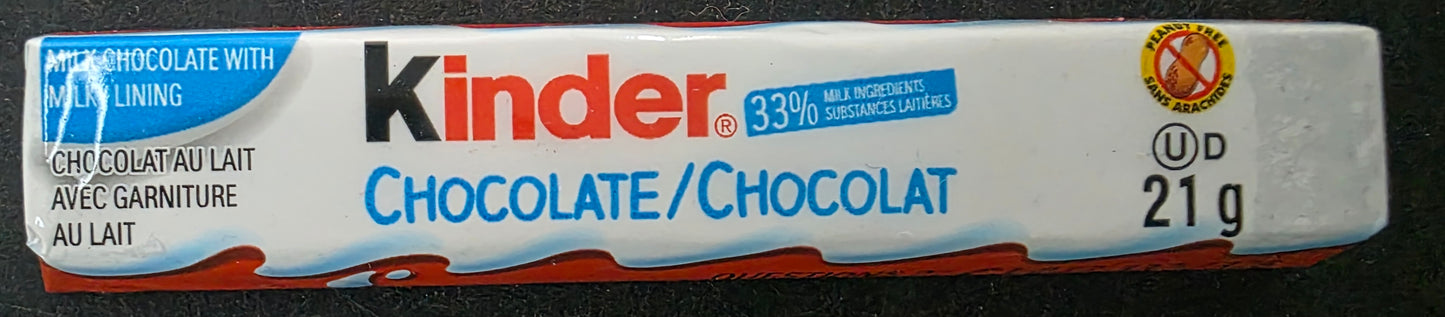 MILK CHOCOLATE WITH
MILKY LINING
CHOCOLAT AU LAIT
AVEC GARNITURE
AU LAIT
Kinder®
33% MILK INGREDIENTS
SUBSTANCES LAITIÈRES
CHOCOLATE/CHOCOLAT
PEANUT FREE
SANS ARACHIDES
U D
21 g
QUESTIONS